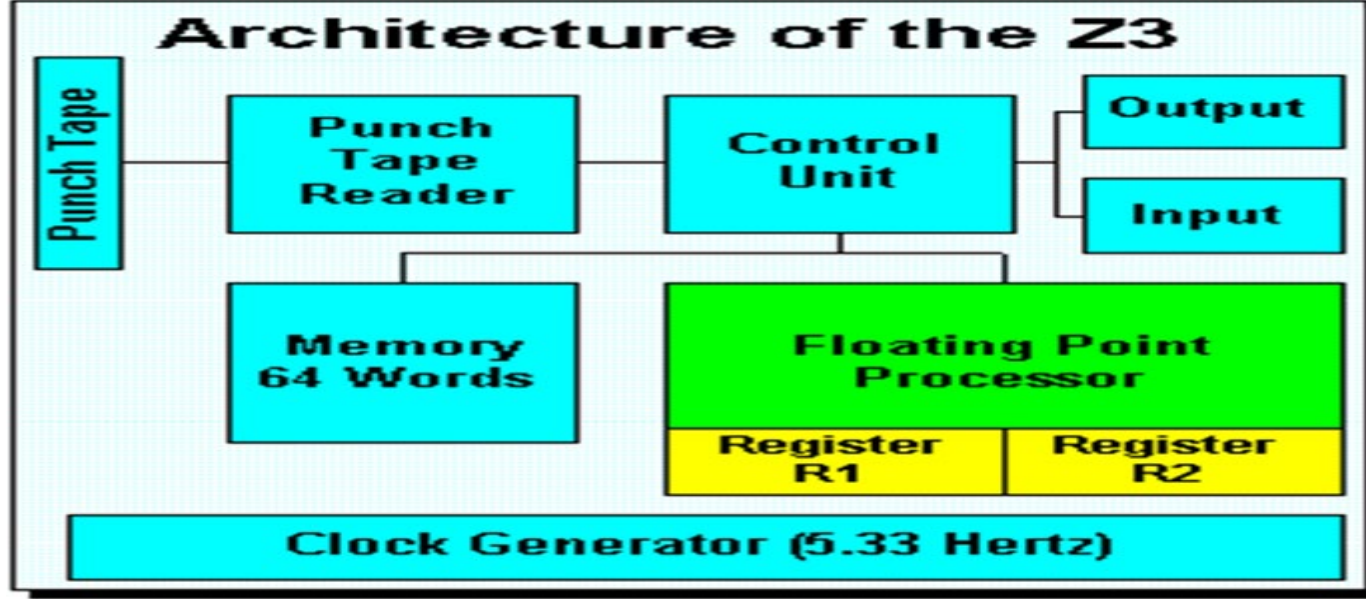 Architecture of the Z3
Punch Tape
Punch
Tape
Reader
Control
Unit
Output
Input
Memory
64 Words
Floating Point
Processor
Register
R1
Register
R2
Clock Generator (5.33 Hertz)